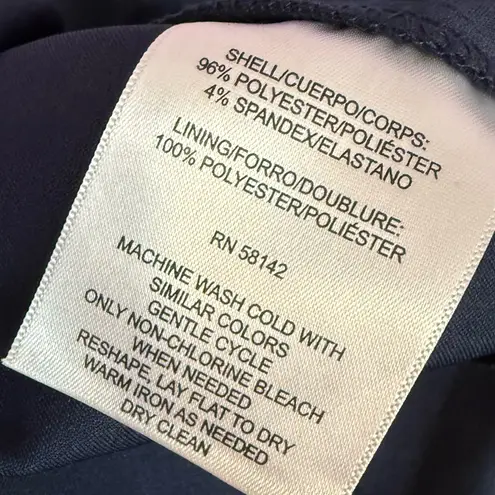 SHELL/CUERPO/CORPS:
96% POLYESTER/POLIÉSTER
4% SPANDEX/ELASTANO
LINING/FORRO/DOUBLURE:
100% POLYESTER/POLIÉSTER
RN 58142
MACHINE WASH COLD WITH
SIMILAR COLORS
GENTLE CYCLE
ONLY NON-CHLORINE BLEACH
WHEN NEEDED
RESHAPE, LAY FLAT TO DRY
WARM IRON AS NEEDED
DRY CLEAN